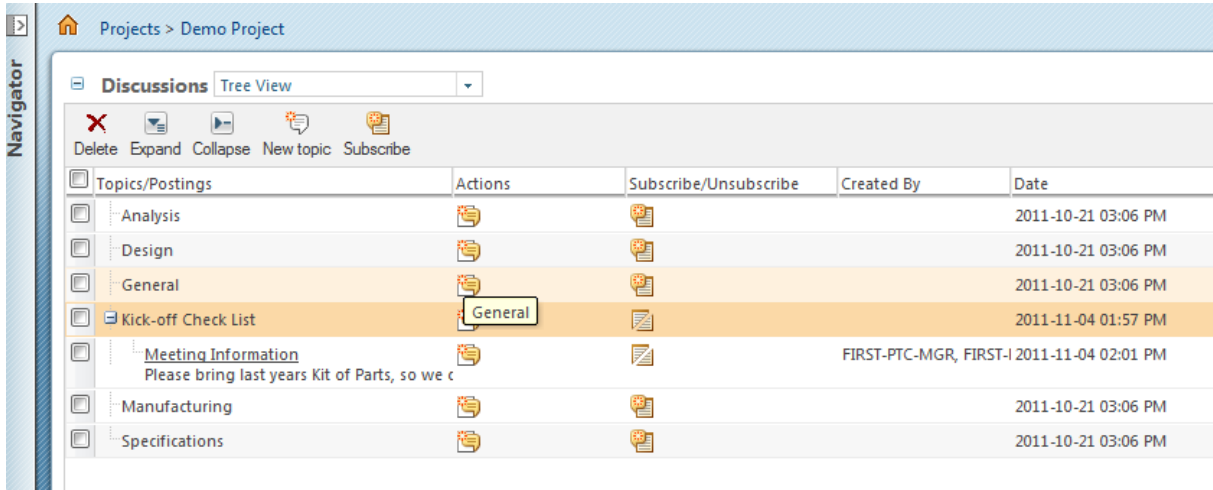 Navigator
Projects > Demo Project
Discussions Tree View
Delete Expand Collapse New topic Subscribe
Topics/Postings Actions Subscribe/Unsubscribe Created By Date
Analysis 2011-10-21 03:06 PM
Design 2011-10-21 03:06 PM
General 2011-10-21 03:06 PM
General
Kick-off Check List 2011-11-04 01:57 PM
Meeting Information FIRST-PTC-MGR, FIRST- 2011-11-04 02:01 PM
Please bring last years Kit of Parts, so we
Manufacturing 2011-10-21 03:06 PM
Specifications 2011-10-21 03:06 PM